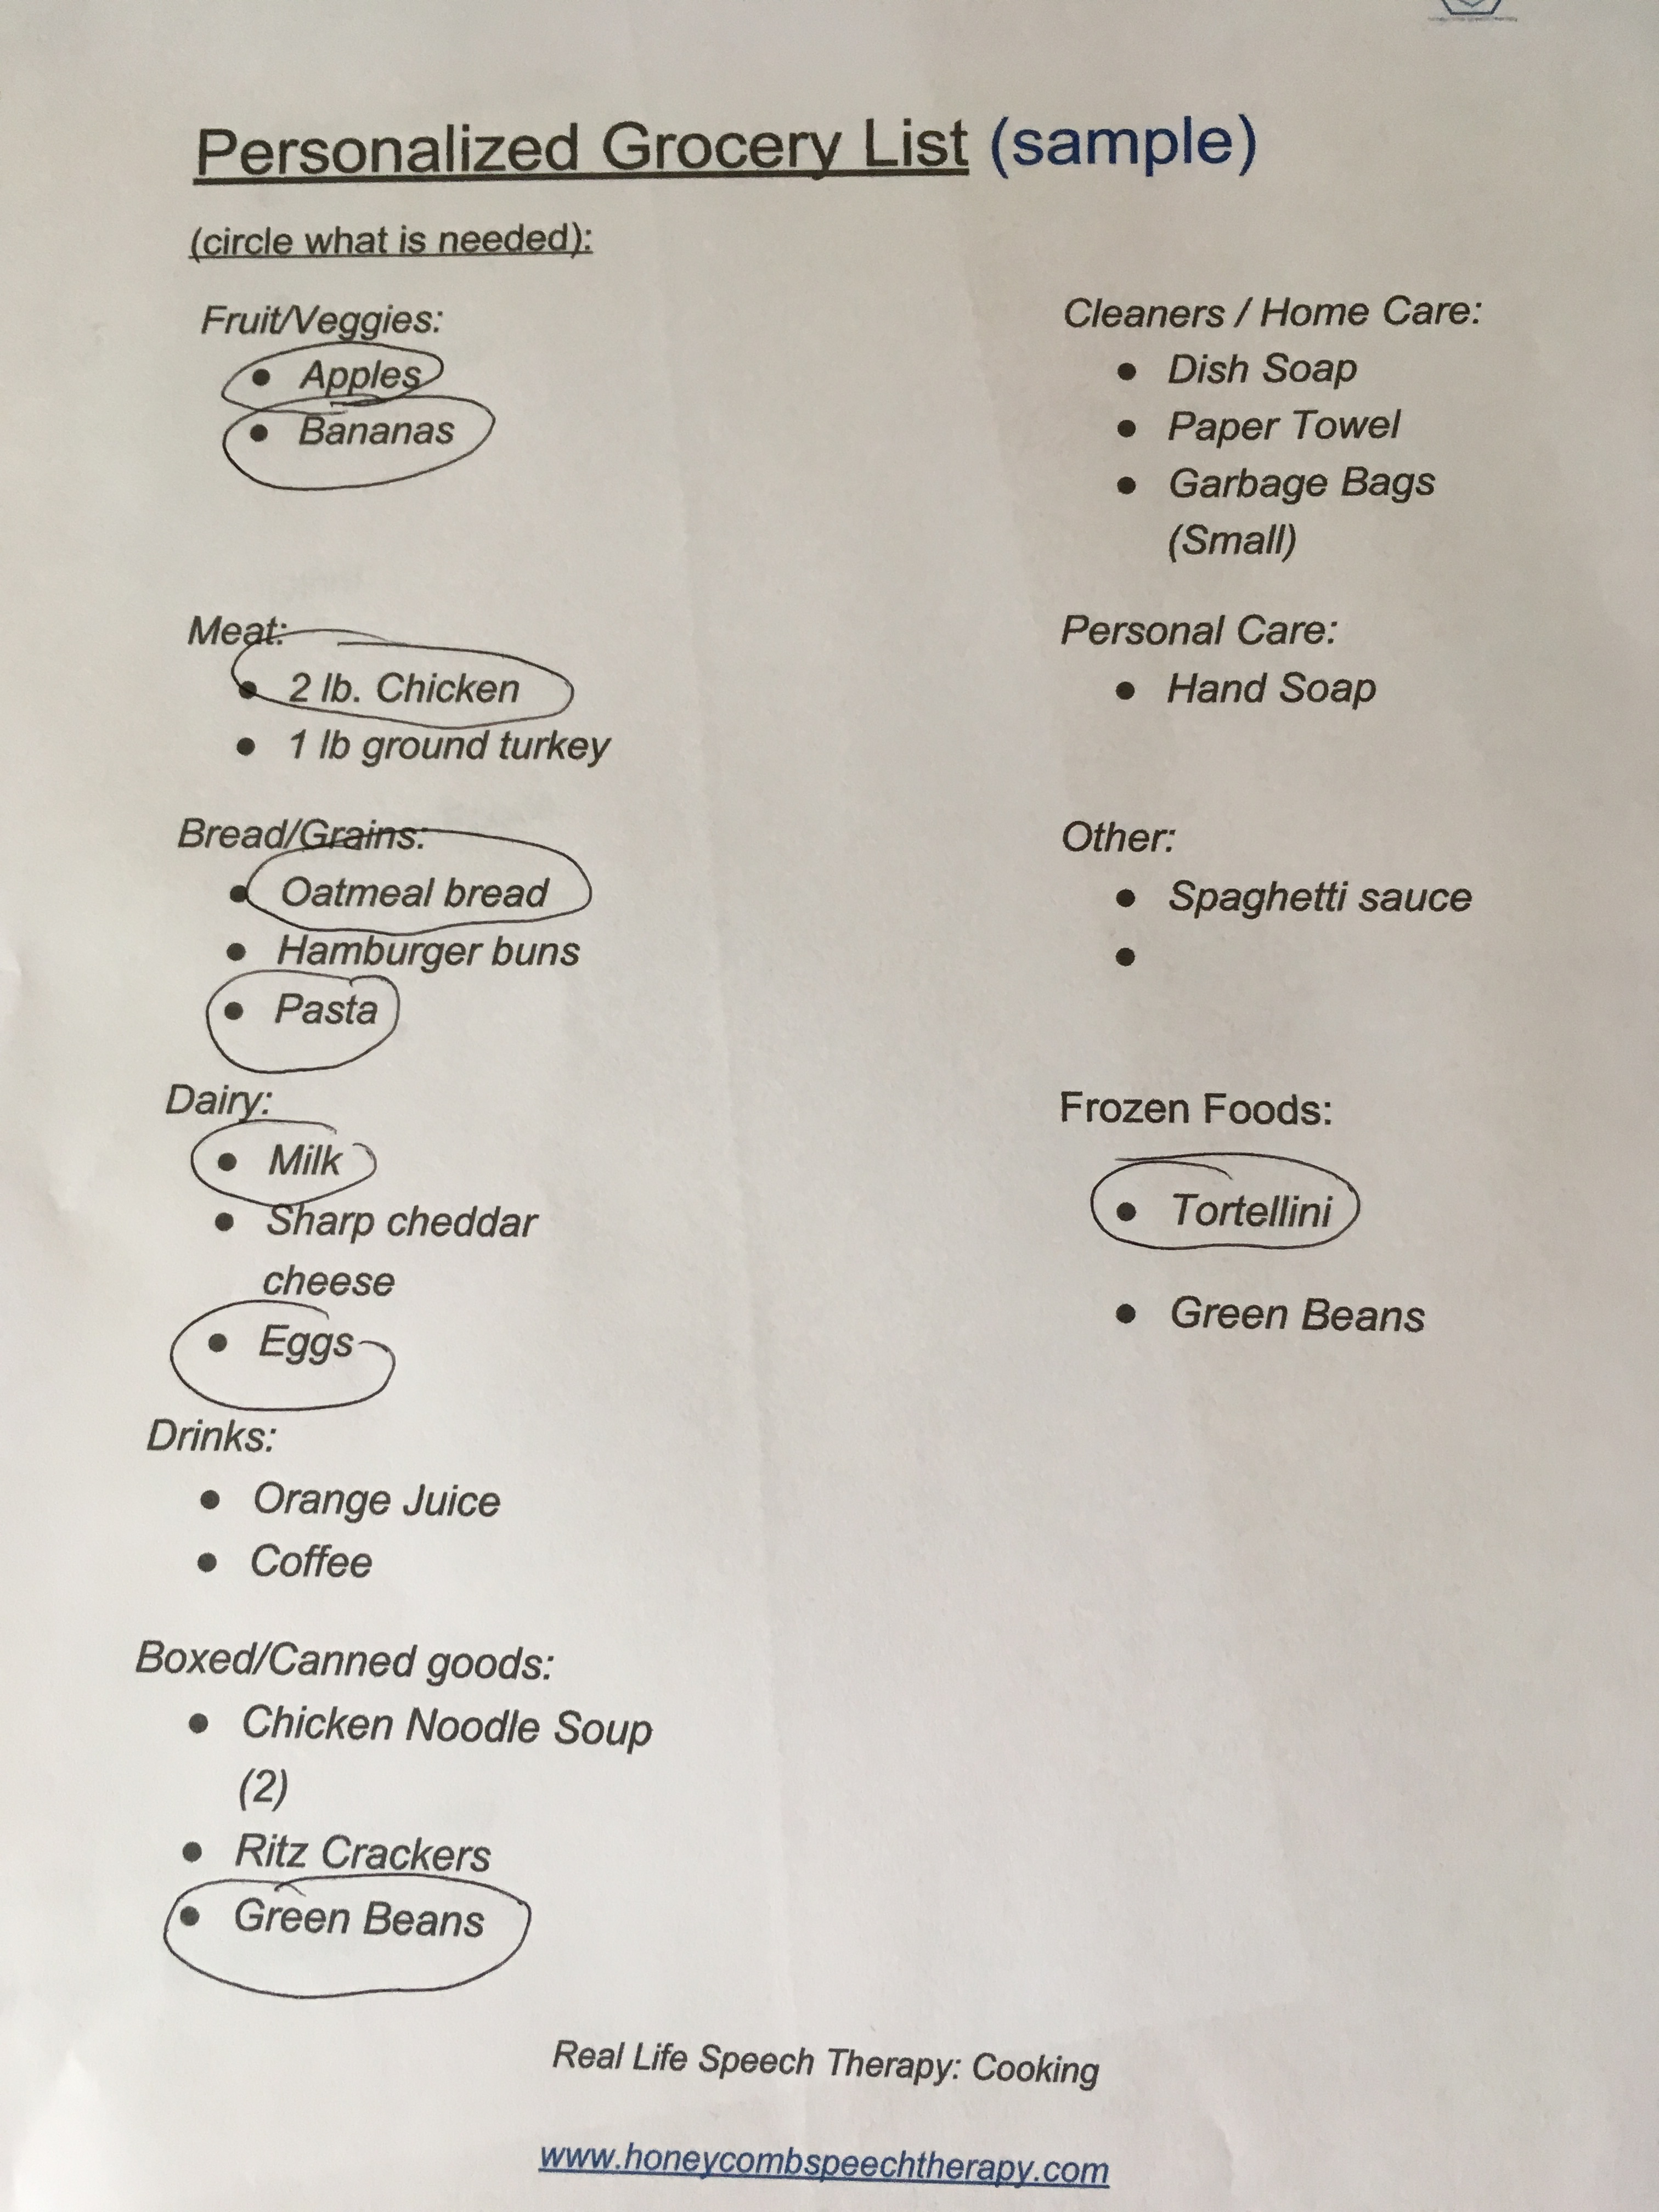 Personalized Grocery List (sample)
(circle what is needed):
Fruit/Veggies:
● Apples
● Bananas
Meat:
● 2 lb. Chicken
● 1 lb ground turkey
Bread/Grains:
● Oatmeal bread
● Hamburger buns
● Pasta
Dairy:
● Milk
● Sharp cheddar
cheese
● Eggs
Drinks:
● Orange Juice
● Coffee
Boxed/Canned goods:
● Chicken Noodle Soup
(2)
● Ritz Crackers
● Green Beans
Cleaners / Home Care:
● Dish Soap
● Paper Towel
● Garbage Bags
(Small)
Personal Care:
● Hand Soap
Other:
● Spaghetti sauce
●
Frozen Foods:
● Tortellini
● Green Beans
Real Life Speech Therapy: Cooking
www.honeycombspeechtherapy.com